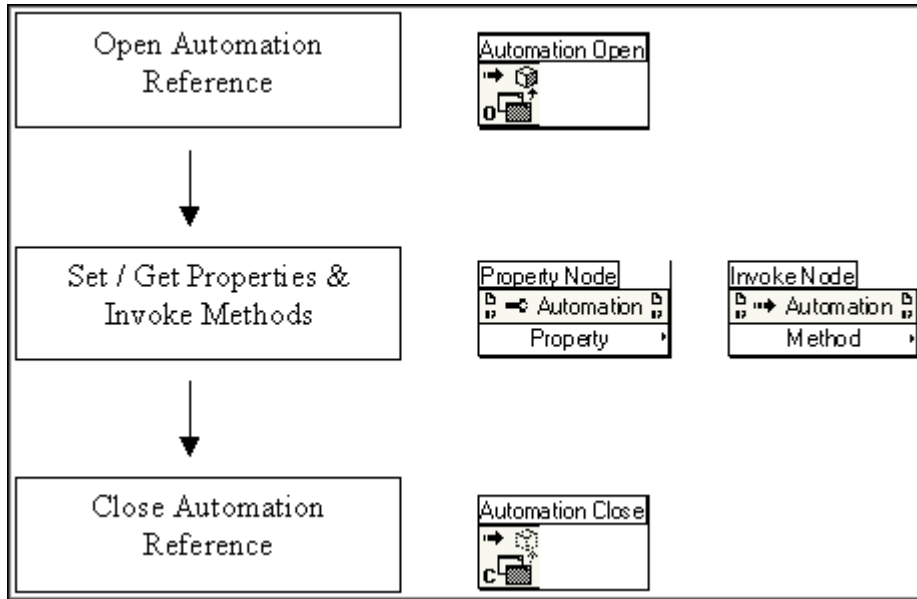 Open Automation
Reference
Automation Open
O
Set / Get Properties &
Invoke Methods
Property Node
Automation
Property
Invoke Node
Automation
Method
Close Automation
Reference
Automation Close
C